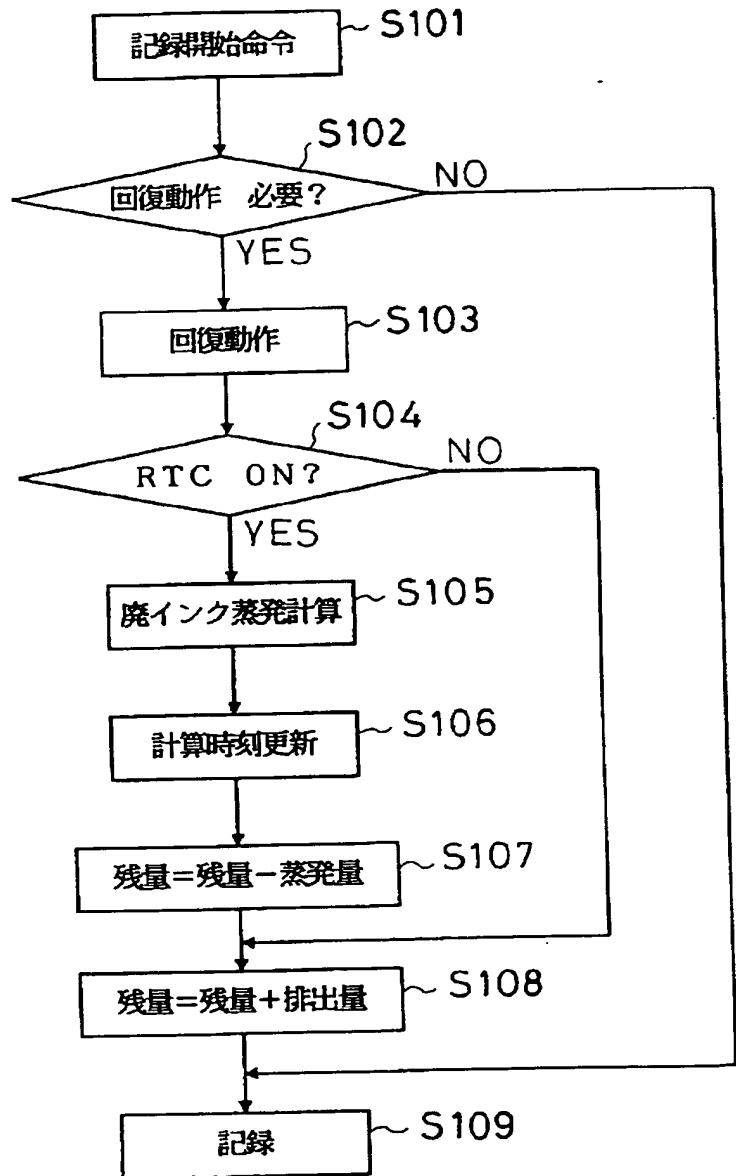 記録開始命令 S101
S102
回復動作 必要? NO
YES
回復動作 S103
S104
RTC ON? NO
YES
廃インク蒸発計算 S105
計算時刻更新 S106
残量=残量-蒸発量 S107
残量=残量+排出量 S108
記録 S109